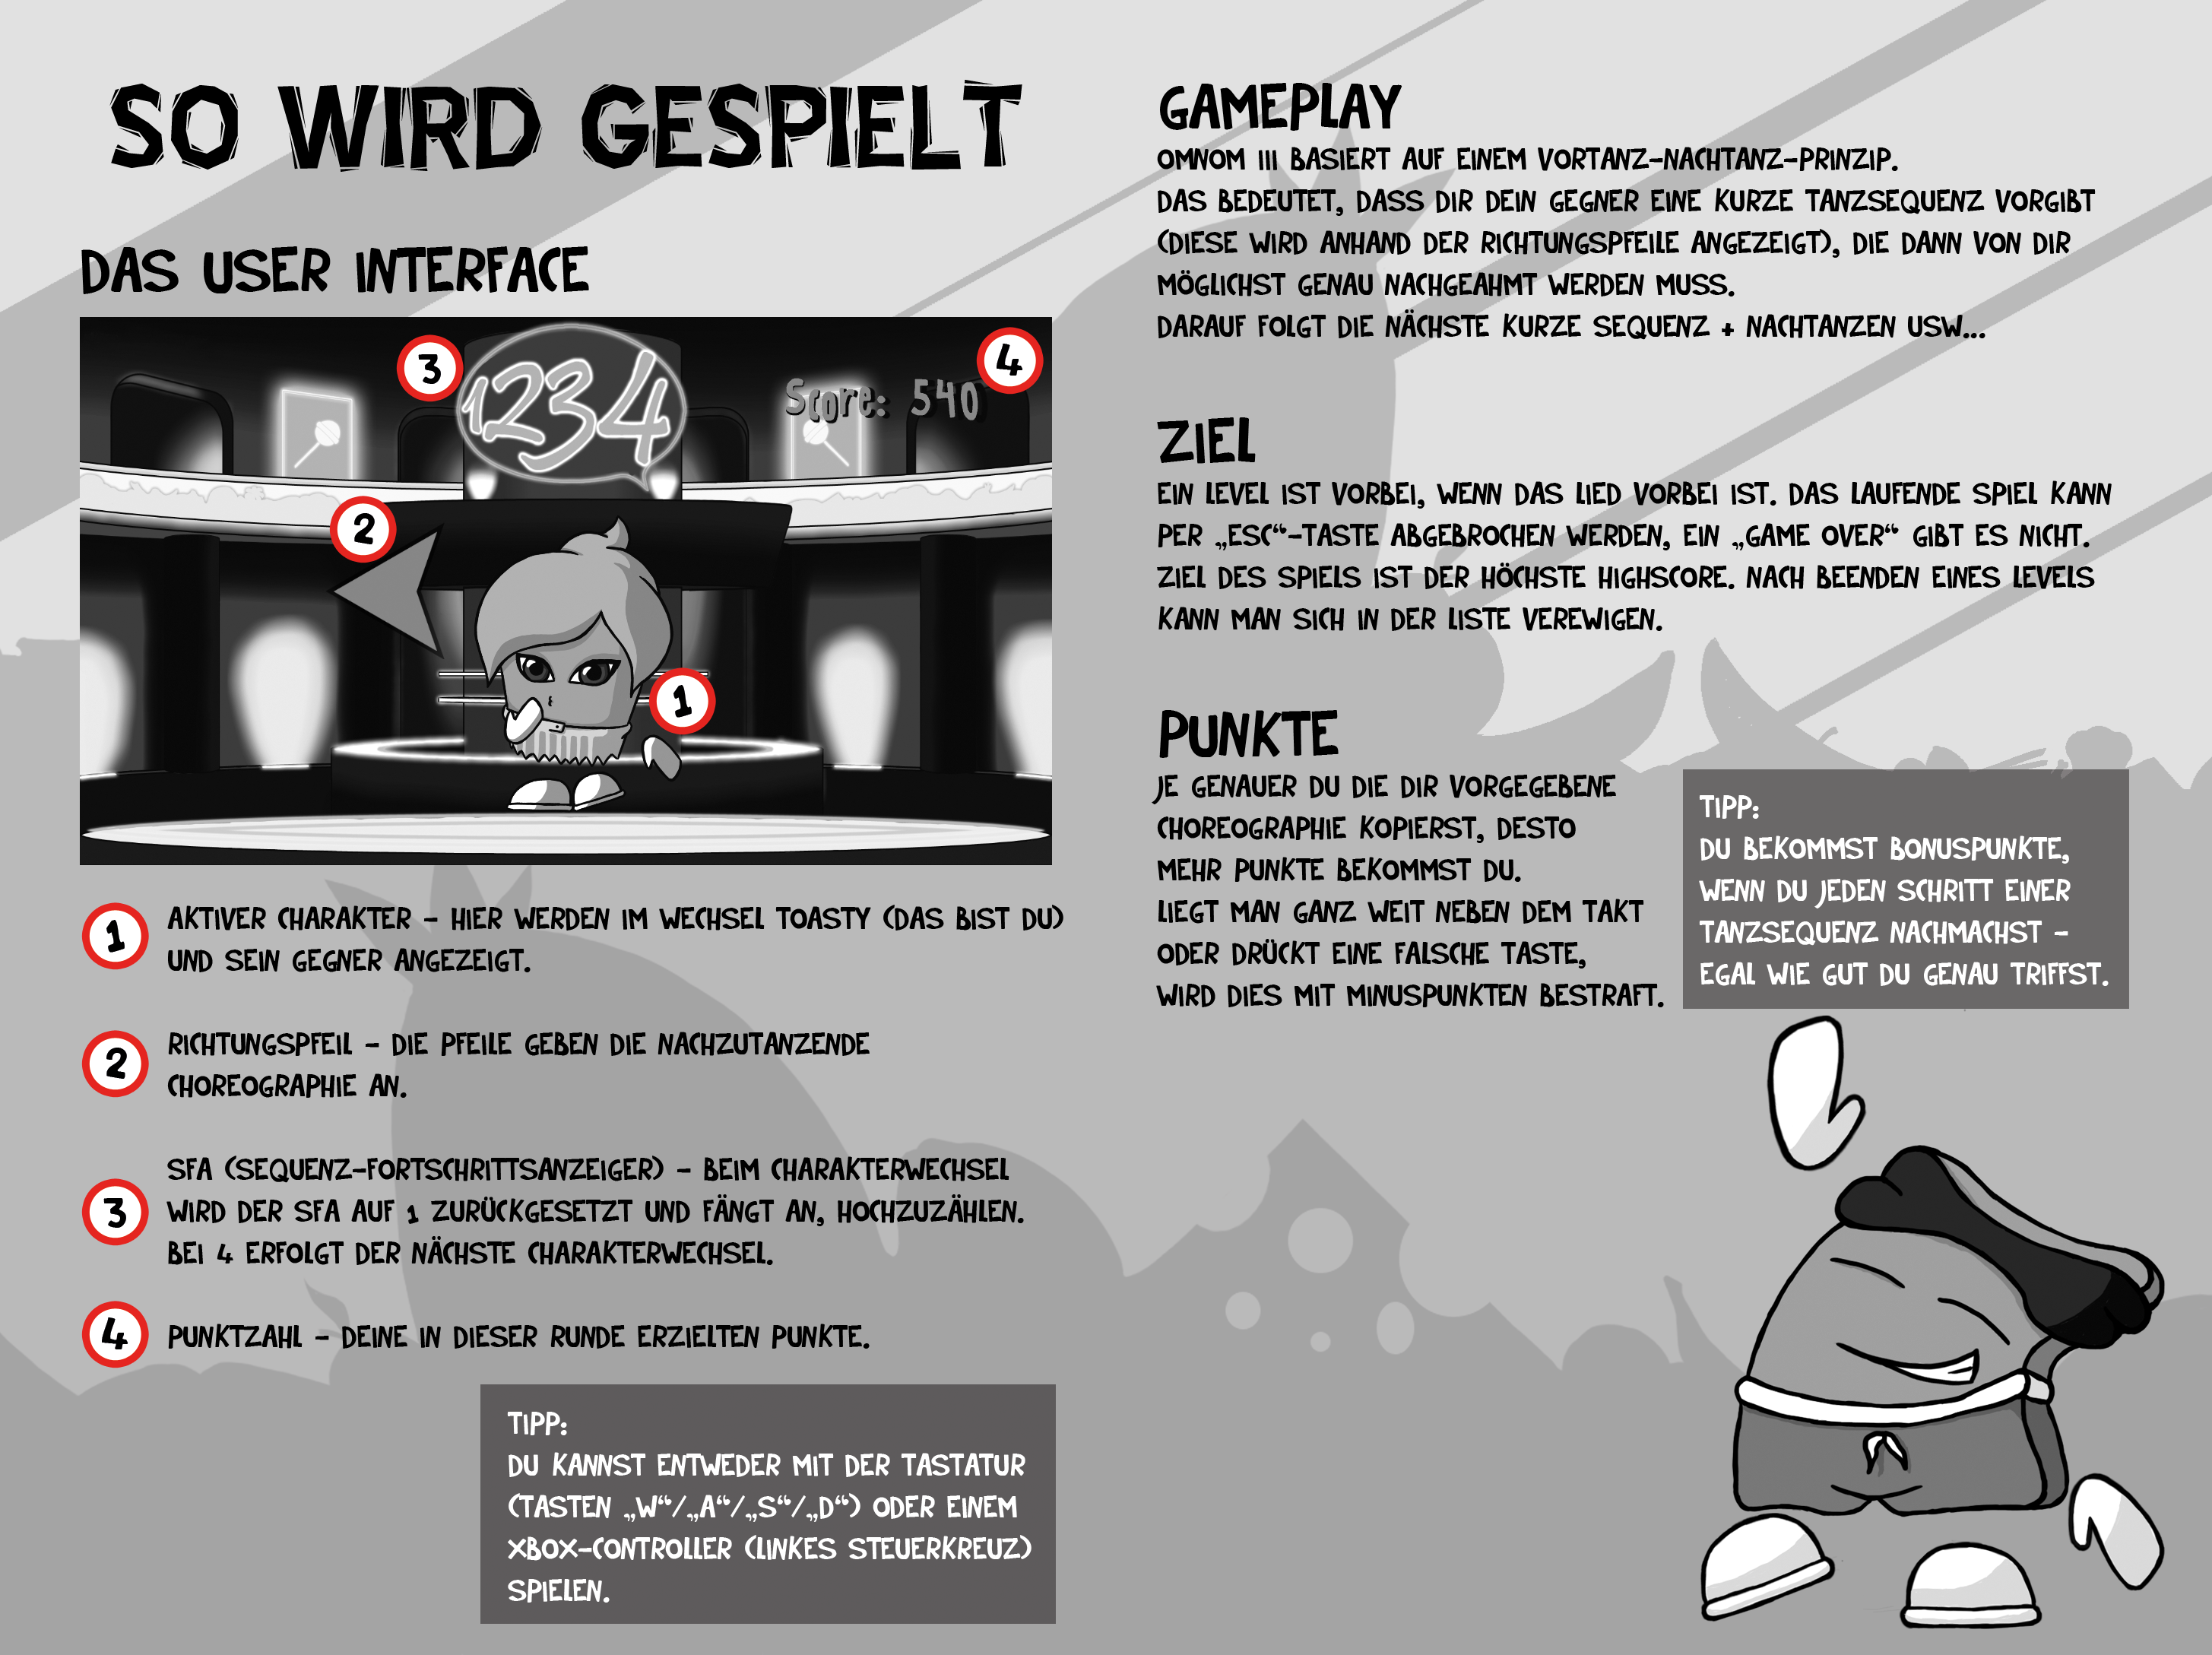 SO WIRD GESPIELT
DAS USER INTERFACE
3
1234
4
Score: 540
2
1
1
AKTIVER CHARAKTER – HIER WERDEN IM WECHSEL TOASTY (DAS BIST DU)
UND SEIN GEGNER ANGEZEIGT.
2
RICHTUNGSPFEIL – DIE PFEILE GEBEN DIE NACHZUTANZENDE
CHOREOGRAPHIE AN.
3
SFA (SEQUENZ-FORTSCHRITTSANZEIGER) – BEIM CHARAKTERWECHSEL
WIRD DER SFA AUF 1 ZURÜCKGESETZT UND FÄNGT AN, HOCHZUZÄHLEN.
BEI 4 ERFOLGT DER NÄCHSTE CHARAKTERWECHSEL.
4
PUNKTZAHL – DEINE IN DIESER RUNDE ERZIELTEN PUNKTE.
TIPP:
DU KANNST ENTWEDER MIT DER TASTATUR
(TASTEN „W“/„A“/„S“/„D“) ODER EINEM
XBOX-CONTROLLER (LINKES STEUERKREUZ)
SPIELEN.
GAMEPLAY
OMNOM III BASIERT AUF EINEM VORTANZ-NACHTANZ-PRINZIP.
DAS BEDEUTET, DASS DIR DEIN GEGNER EINE KURZE TANZSEQUENZ VORGIBT
(DIESE WIRD ANHAND DER RICHTUNGSPFEILE ANGEZEIGT), DIE DANN VON DIR
MÖGLICHST GENAU NACHGEAHMT WERDEN MUSS.
DARAUF FOLGT DIE NÄCHSTE KURZE SEQUENZ + NACHTANZEN USW...
ZIEL
EIN LEVEL IST VORBEI, WENN DAS LIED VORBEI IST. DAS LAUFENDE SPIEL KANN
PER „ESC“-TASTE ABGEBROCHEN WERDEN, EIN „GAME OVER“ GIBT ES NICHT.
ZIEL DES SPIELS IST DER HÖCHSTE HIGHSCORE. NACH BEENDEN EINES LEVELS
KANN MAN SICH IN DER LISTE VEREWIGEN.
PUNKTE
JE GENAUER DU DIE DIR VORGEGEBENE
CHOREOGRAPHIE KOPIERST, DESTO
MEHR PUNKTE BEKOMMST DU.
LIEGT MAN GANZ WEIT NEBEN DEM TAKT
ODER DRÜCKT EINE FALSCHE TASTE,
WIRD DIES MIT MINUSPUNKTEN BESTRAFT.
TIPP:
DU BEKOMMST BONUSPUNKTE,
WENN DU JEDEN SCHRITT EINER
TANZSEQUENZ NACHMACHST –
EGAL WIE GUT DU GENAU TRIFFST.